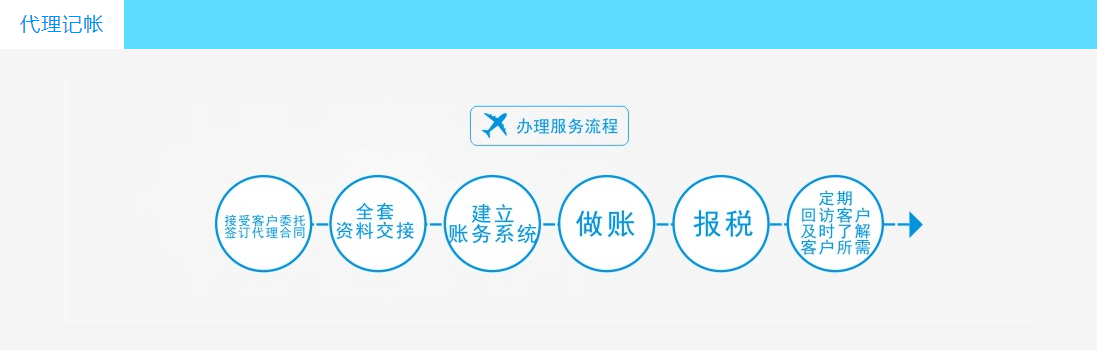 代理记帐
办理服务流程
接受客户委托
签订代理合同
全套
资料交接
建立
账务系统
做账
报税
定期
回访客户
及时了解
客户所需